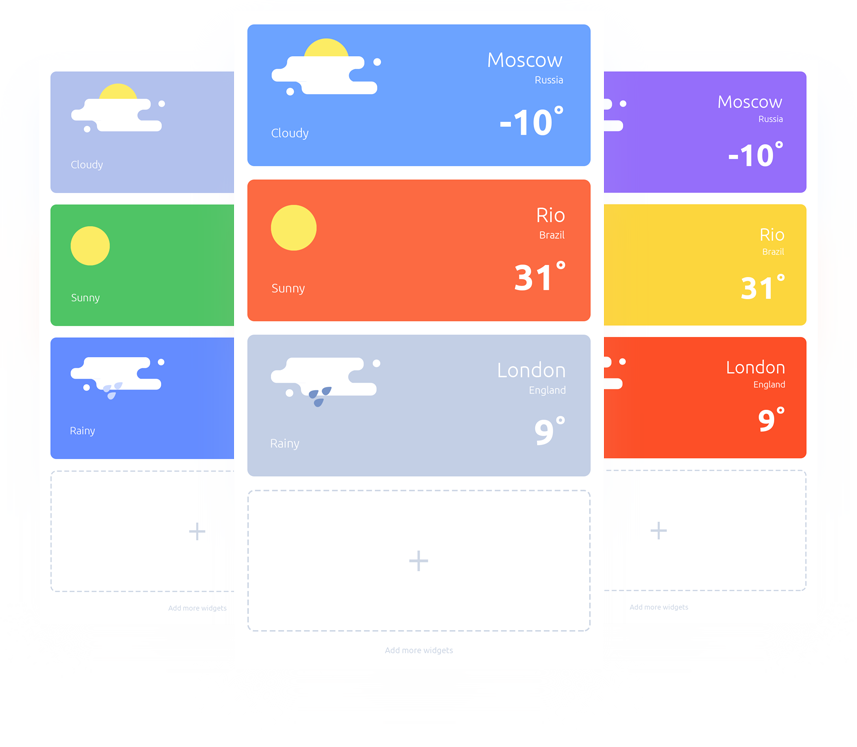 Cloudy
Sunny
Rainy
Add more widgets
Moscow
Russia
-10°
Cloudy
Rio
Brazil
31°
Sunny
London
England
9°
Rainy
Add more widgets
Moscow
Russia
-10°
Rio
Brazil
31°
London
England
9°
Add more widgets